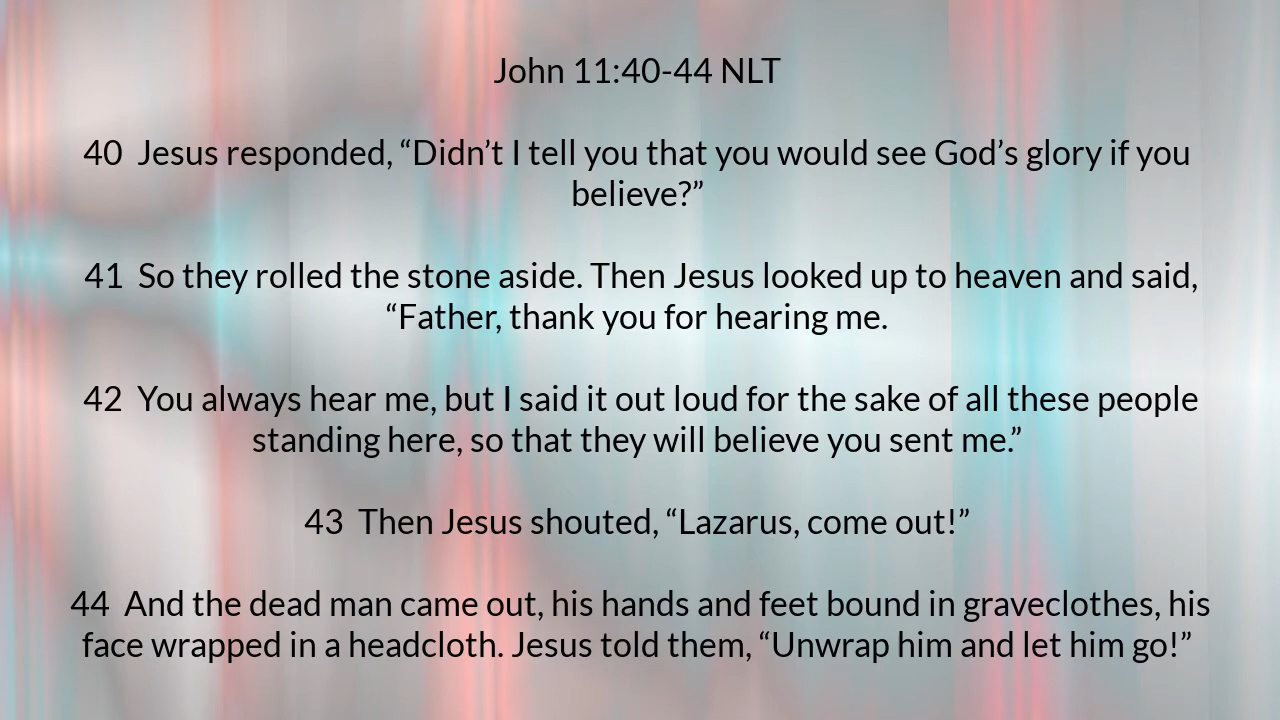 John 11:40-44 NLT
40  Jesus responded, “Didn’t I tell you that you would see God’s glory if you
believe?”
41  So they rolled the stone aside. Then Jesus looked up to heaven and said,
“Father, thank you for hearing me.
42  You always hear me, but I said it out loud for the sake of all these people
standing here, so that they will believe you sent me.”
43  Then Jesus shouted, “Lazarus, come out!”
44  And the dead man came out, his hands and feet bound in graveclothes, his
face wrapped in a headcloth. Jesus told them, “Unwrap him and let him go!”